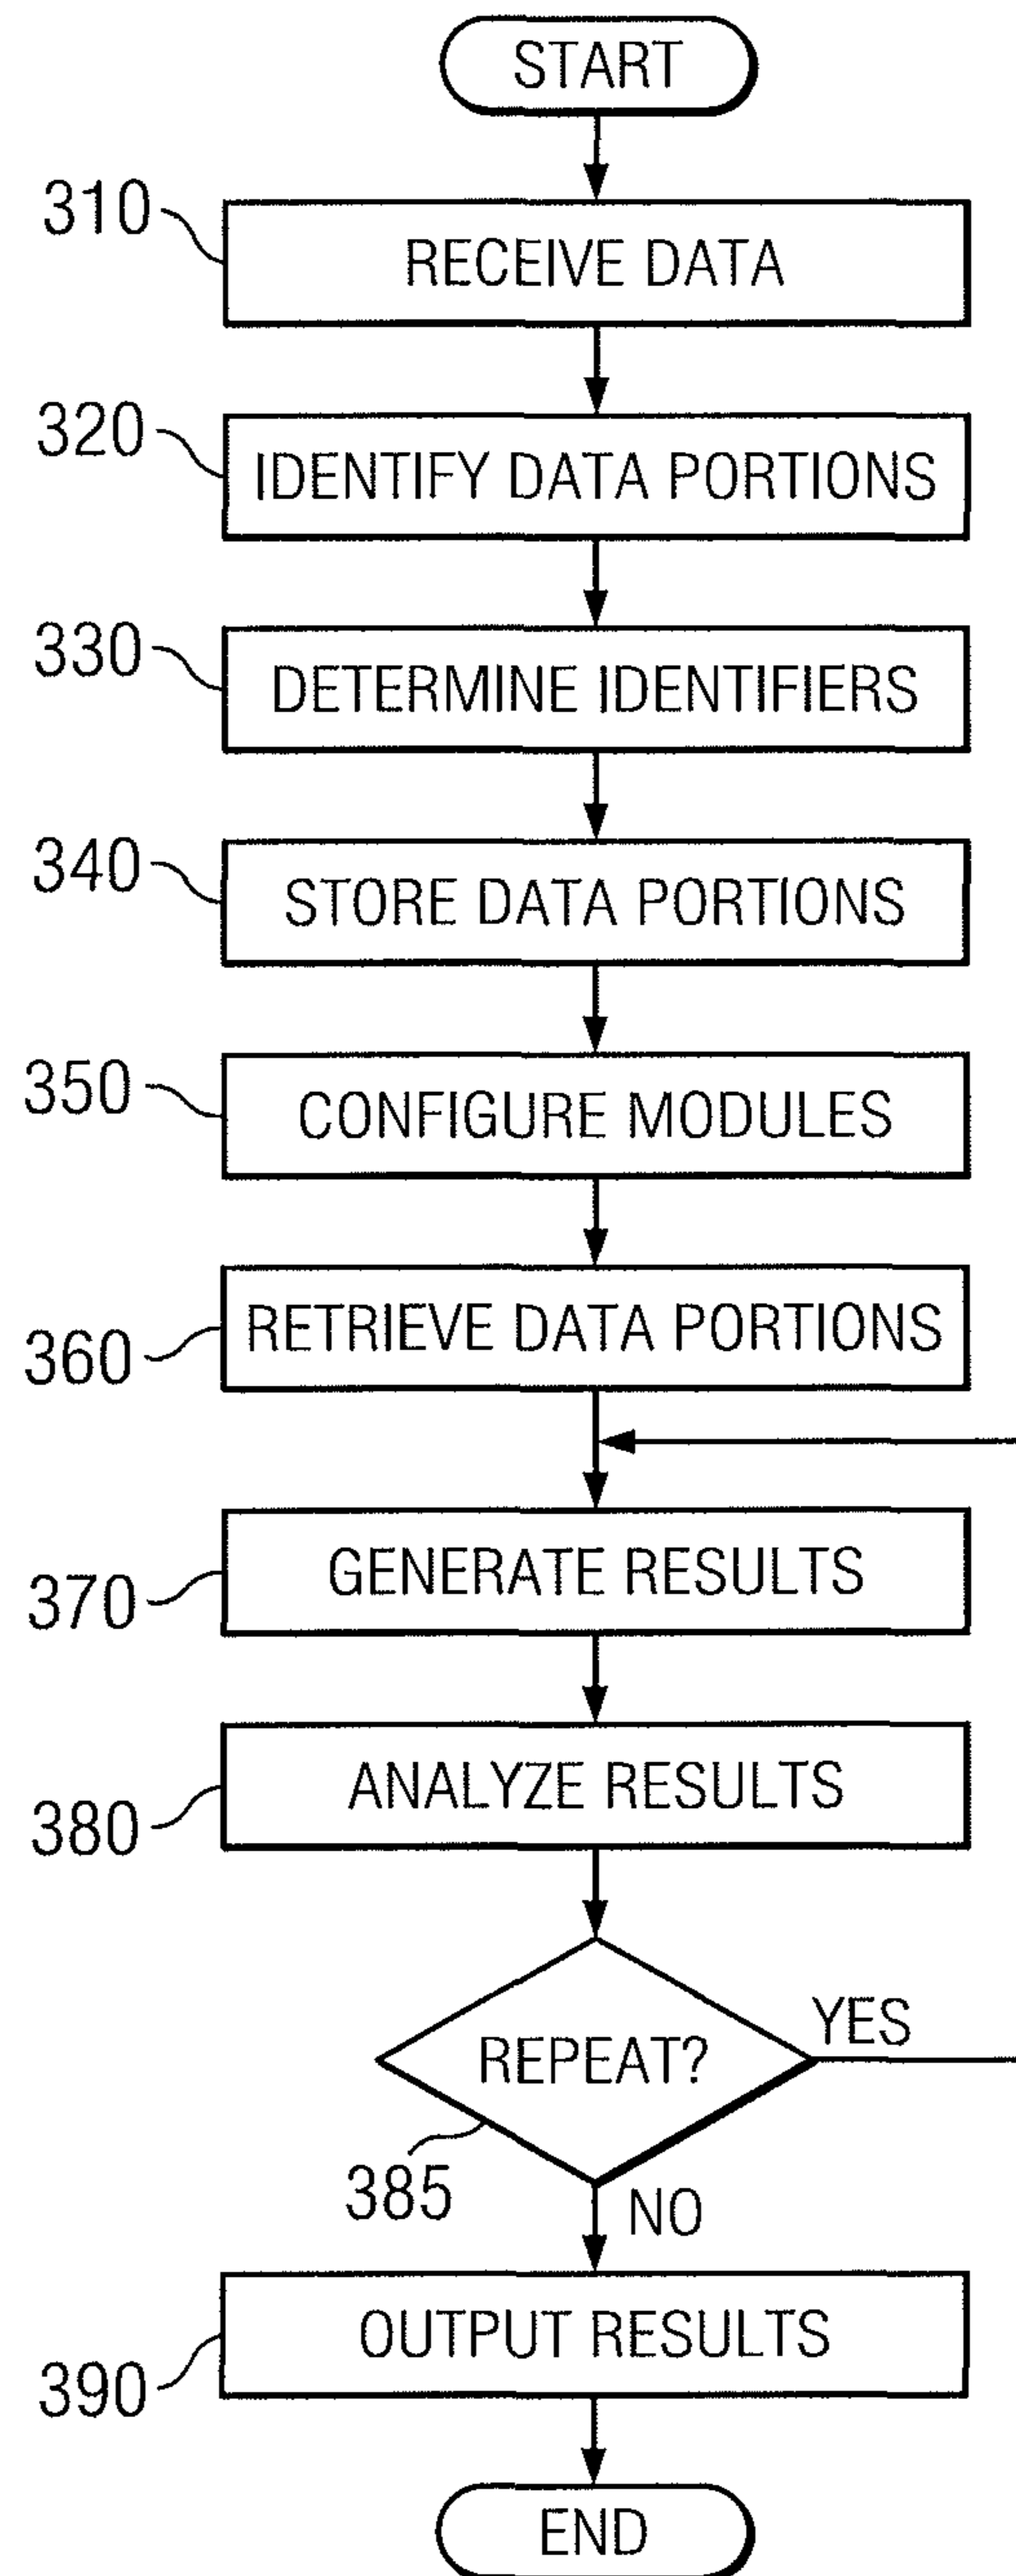 START
310
RECEIVE DATA
320
IDENTIFY DATA PORTIONS
330
DETERMINE IDENTIFIERS
340
STORE DATA PORTIONS
350
CONFIGURE MODULES
360
RETRIEVE DATA PORTIONS
370
GENERATE RESULTS
380
ANALYZE RESULTS
REPEAT?
YES
385
NO
390
OUTPUT RESULTS
END